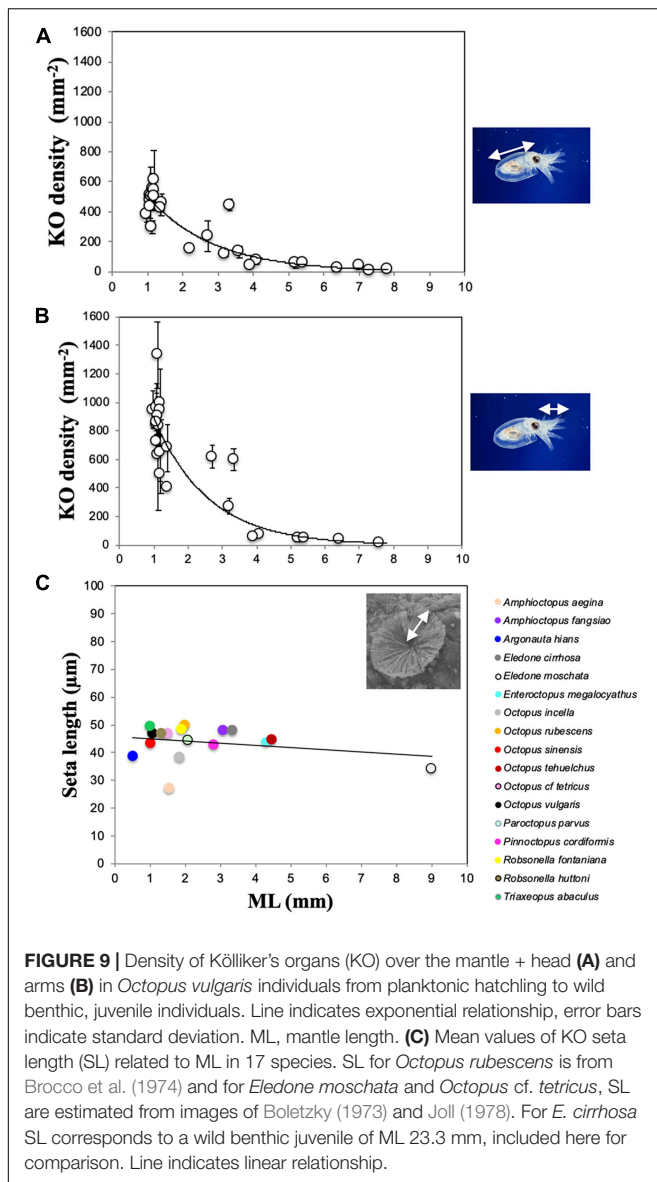 A
1600
1400
1200
1000
800
600
400
200
0
KO density (mm-2)
0 1 2 3 4 5 6 7 8 9 10
B
1600
1400
1200
1000
800
600
400
200
0
KO density (mm-2)
0 1 2 3 4 5 6 7 8 9 10
C
100
90
80
70
60
50
40
30
20
10
0
Seta length (µm)
0 1 2 3 4 5 6 7 8 9 10
ML (mm)
Amphioctopus aegina
Amphioctopus fangsiao
Argonauta hians
Eledone cirrhosa
Eledone moschata
Enteroctopus megalocyathus
Octopus incella
Octopus rubescens
Octopus sinensis
Octopus tehuelchus
Octopus cf tetricus
Octopus vulgaris
Paroctopus parvus
Pinnoctopus cordiformis
Robsonella fontaniana
Robsonella huttoni
Triaxeopus abaculus
FIGURE 9 | Density of Kölliker's organs (KO) over the mantle + head (A) and
arms (B) in Octopus vulgaris individuals from planktonic hatchling to wild
benthic, juvenile individuals. Line indicates exponential relationship, error bars
indicate standard deviation. ML, mantle length. (C) Mean values of KO seta
length (SL) related to ML in 17 species. SL for Octopus rubescens is from
Brocco et al. (1974) and for Eledone moschata and Octopus cf. tetricus, SL
are estimated from images of Boletzky (1973) and Joll (1978). For E. cirrhosa
SL corresponds to a wild benthic juvenile of ML 23.3 mm, included here for
comparison. Line indicates linear relationship.